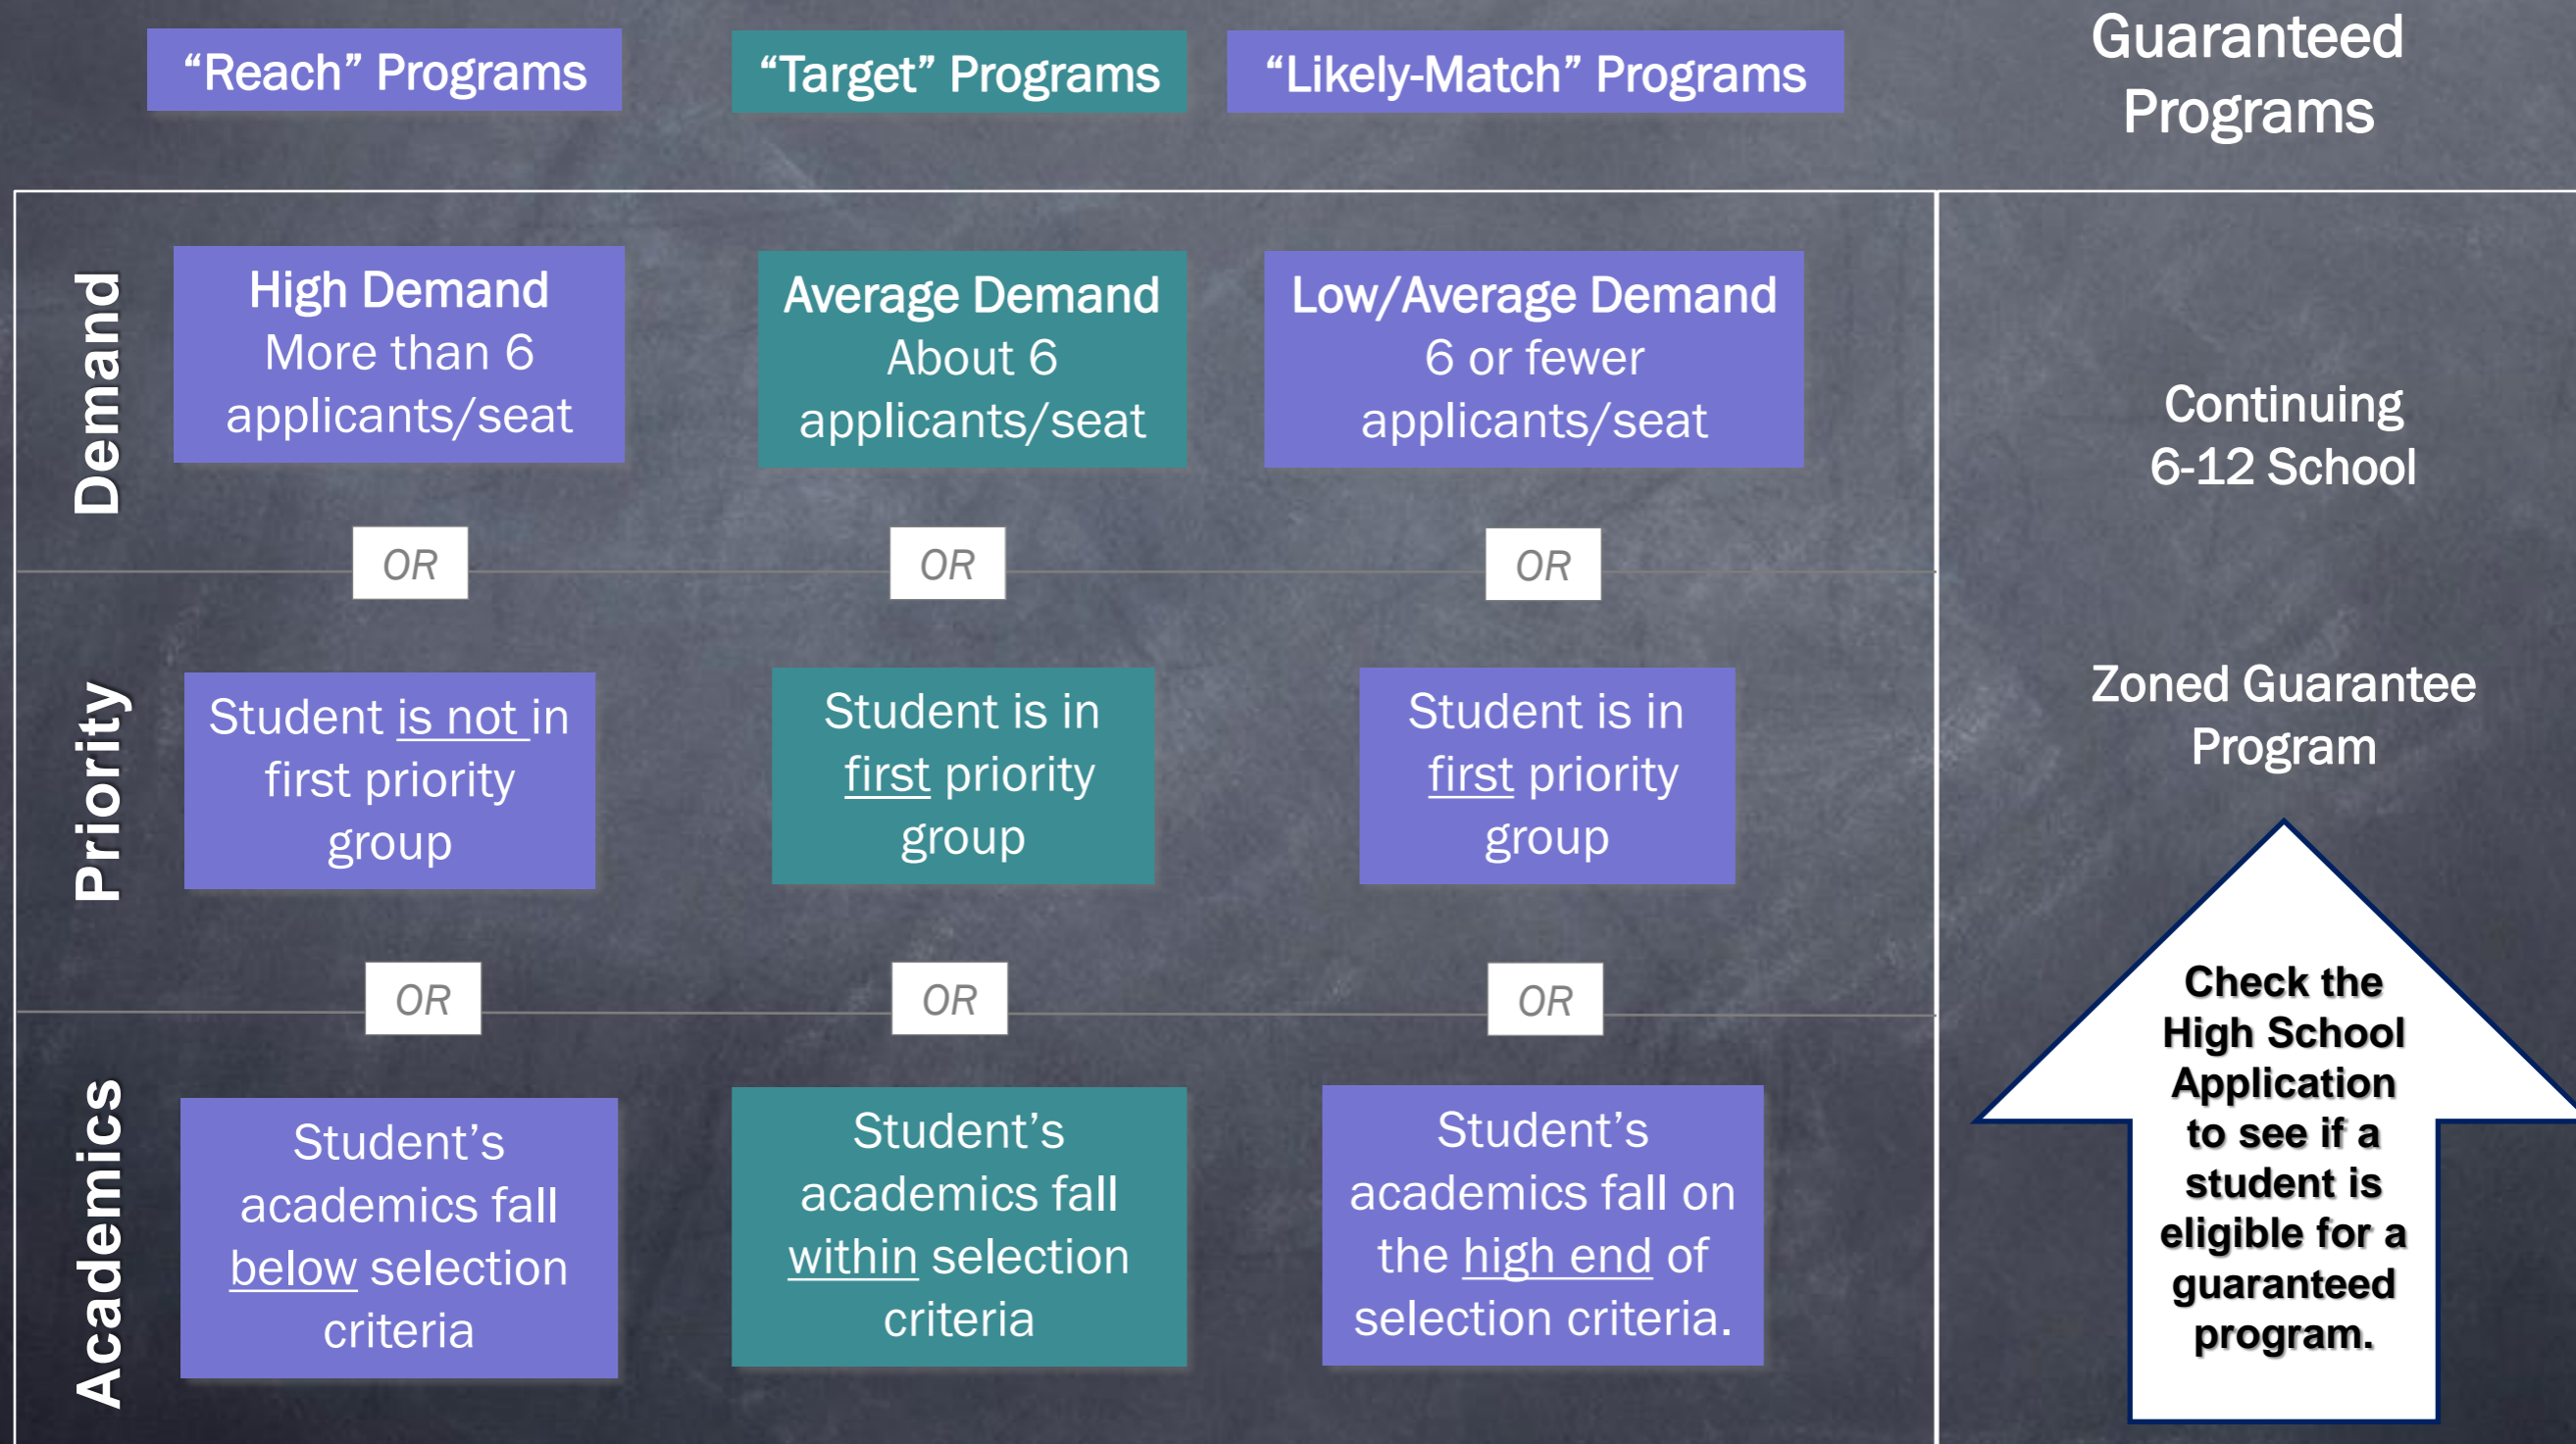 “Reach” Programs
“Target” Programs
“Likely-Match” Programs
Guaranteed
Programs
Demand
High Demand
More than 6
applicants/seat
Average Demand
About 6
applicants/seat
Low/Average Demand
6 or fewer
applicants/seat
Continuing
6-12 School
OR
OR
OR
Priority
Student is not in
first priority
group
Student is in
first priority
group
Student is in
first priority
group
Zoned Guarantee
Program
OR
OR
OR
Academics
Student’s
academics fall
below selection
criteria
Student’s
academics fall
within selection
criteria
Student’s
academics fall on
the high end of
selection criteria.
Check the
High School
Application
to see if a
student is
eligible for a
guaranteed
program.